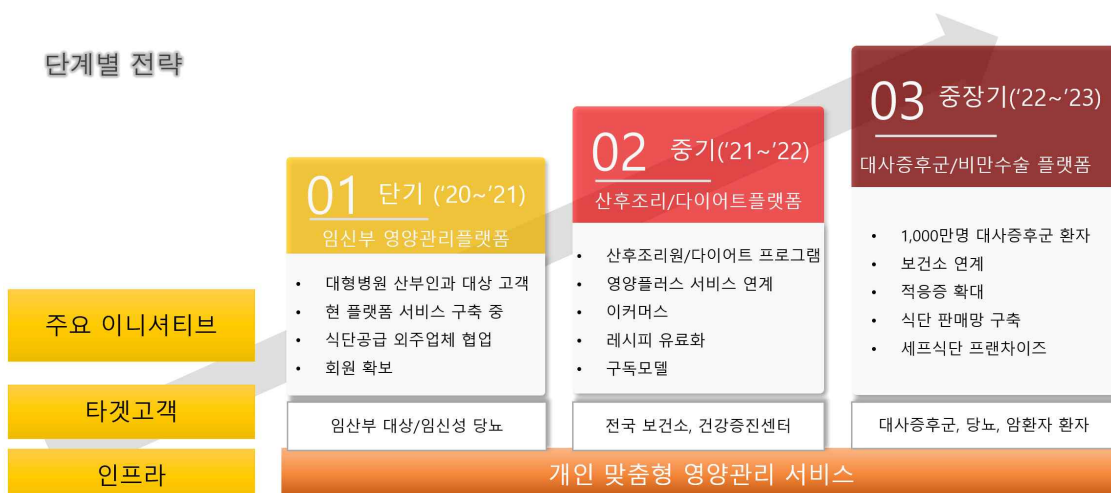 단계별 전략
01 단기 ('20~'21)
임신부 영양관리플랫폼
• 대형병원 산부인과 대상 고객
• 현 플랫폼 서비스 구축 중
• 식단공급 외주업체 협업
• 회원 확보
02 중기('21~'22)
산후조리/다이어트플랫폼
• 산후조리원/다이어트 프로그램
• 영양플러스 서비스 연계
• 이커머스
• 레시피 유료화
• 구독모델
03 중장기('22~'23)
대사증후군/비만수술 플랫폼
• 1,000만명 대사증후군 환자
• 보건소 연계
• 적응증 확대
• 식단 판매망 구축
• 세프식단 프랜차이즈
주요 이니셔티브
타겟고객
임산부 대상/임신성 당뇨
전국 보건소, 건강증진센터
대사증후군, 당뇨, 암환자 환자
인프라
개인 맞춤형 영양관리 서비스